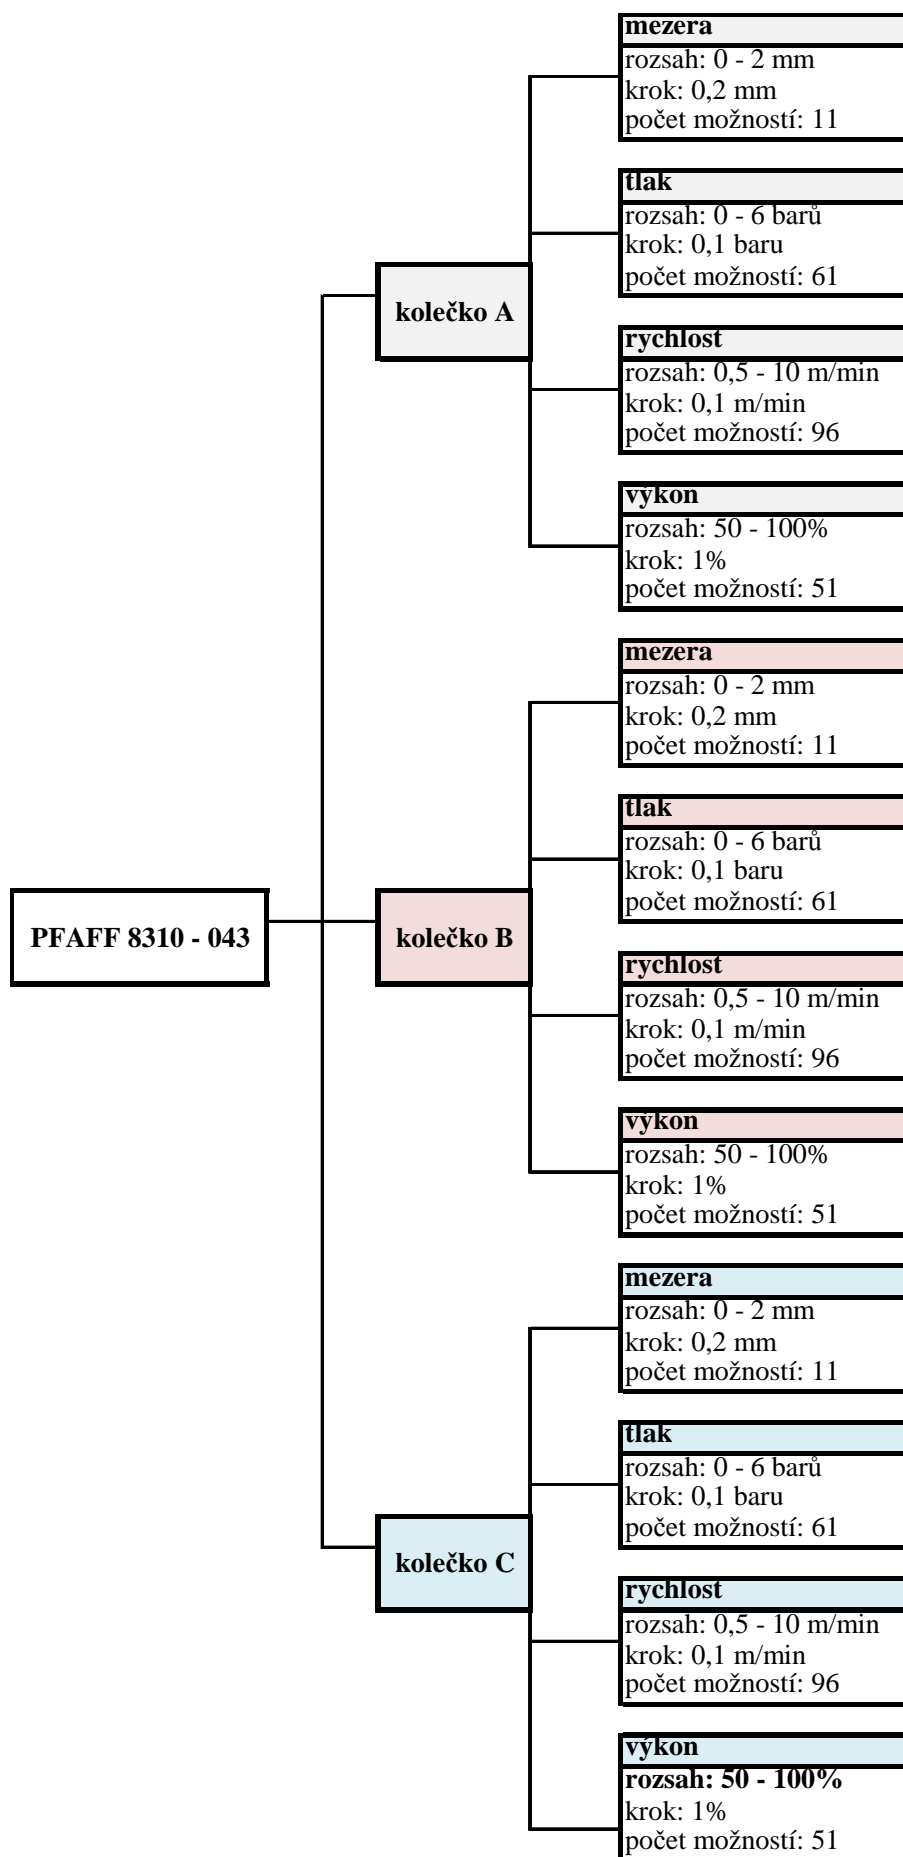 mezera
rozsah: 0 - 2 mm
krok: 0,2 mm
počet možností: 11
tlak
rozsah: 0 - 6 barů
krok: 0,1 baru
počet možností: 61
kolečko A
rychlost
rozsah: 0,5 - 10 m/min
krok: 0,1 m/min
počet možností: 96
výkon
rozsah: 50 - 100%
krok: 1%
počet možností: 51
mezera
rozsah: 0 - 2 mm
krok: 0,2 mm
počet možností: 11
tlak
rozsah: 0 - 6 barů
krok: 0,1 baru
počet možností: 61
PFAFF 8310 - 043
kolečko B
rychlost
rozsah: 0,5 - 10 m/min
krok: 0,1 m/min
počet možností: 96
výkon
rozsah: 50 - 100%
krok: 1%
počet možností: 51
mezera
rozsah: 0 - 2 mm
krok: 0,2 mm
počet možností: 11
tlak
rozsah: 0 - 6 barů
krok: 0,1 baru
počet možností: 61
kolečko C
rychlost
rozsah: 0,5 - 10 m/min
krok: 0,1 m/min
počet možností: 96
výkon
rozsah: 50 - 100%
krok: 1%
počet možností: 51